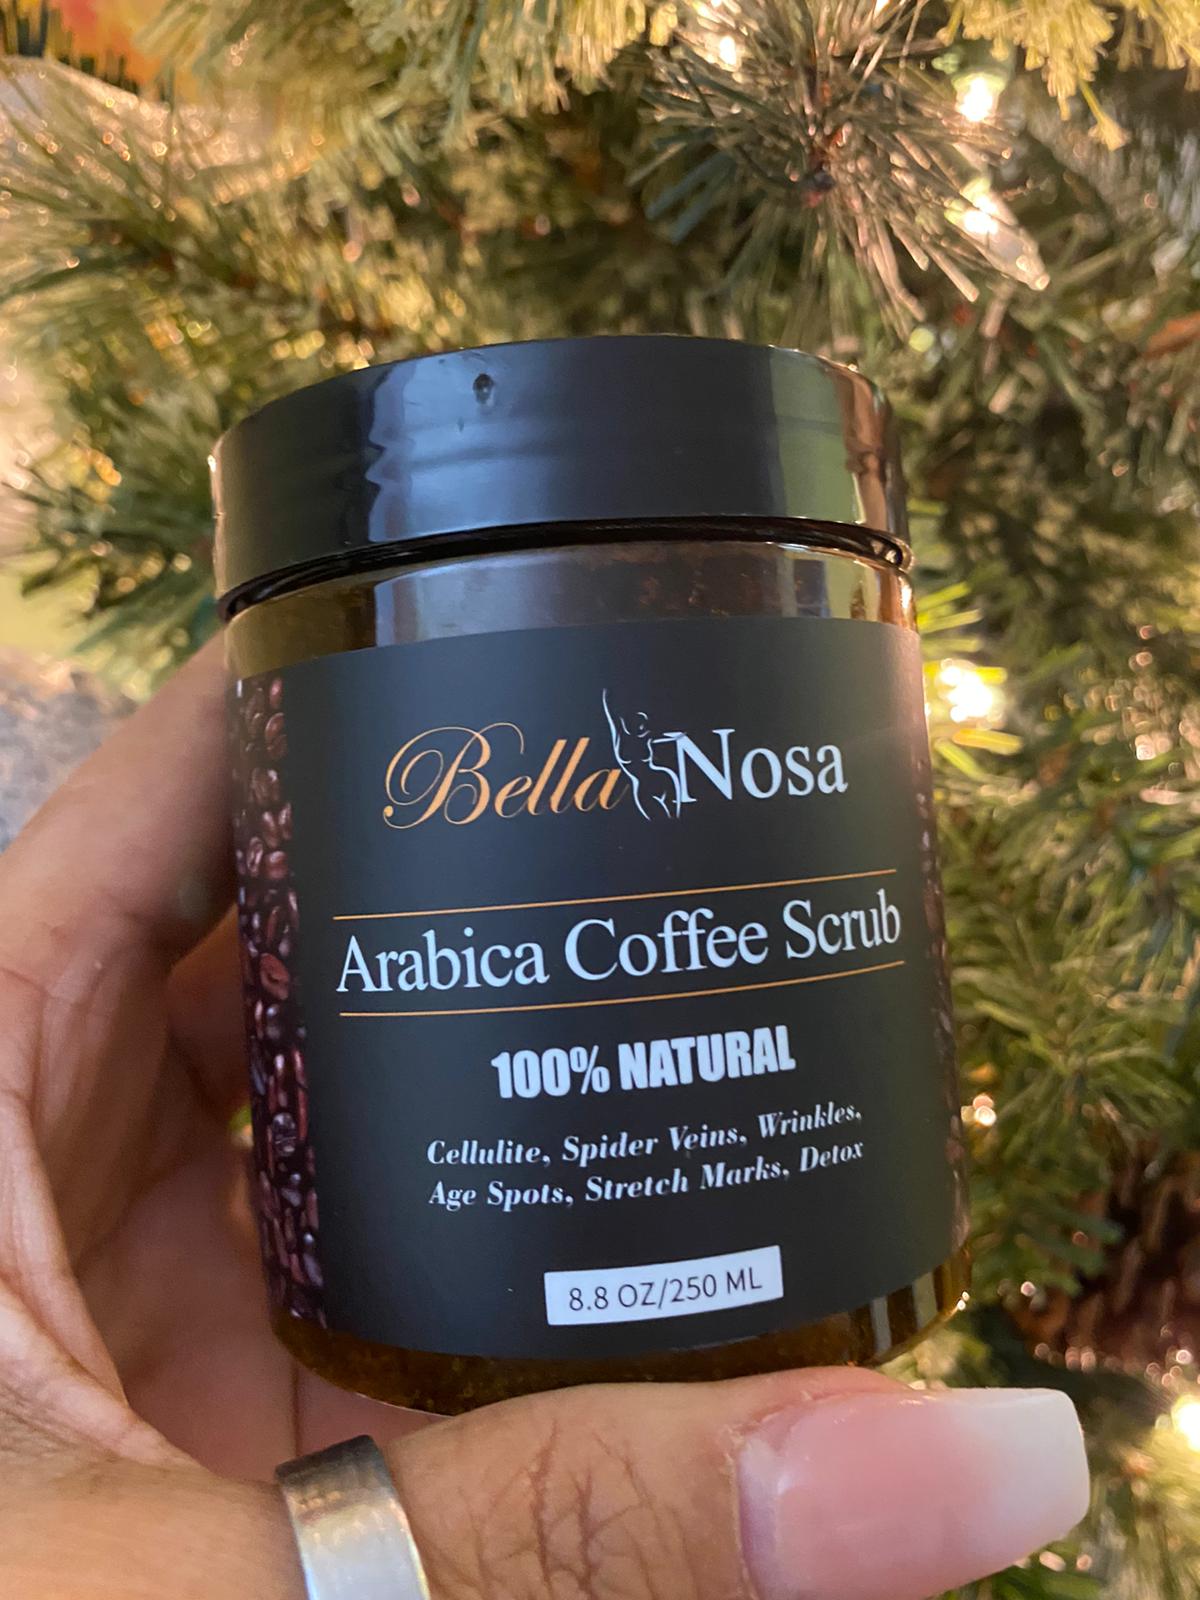 Bella Nosa
Arabica Coffee Scrub
100% NATURAL
Cellulite, Spider Veins, Wrinkles,
Age Spots, Stretch Marks, Detox
8.8 OZ/250 ML